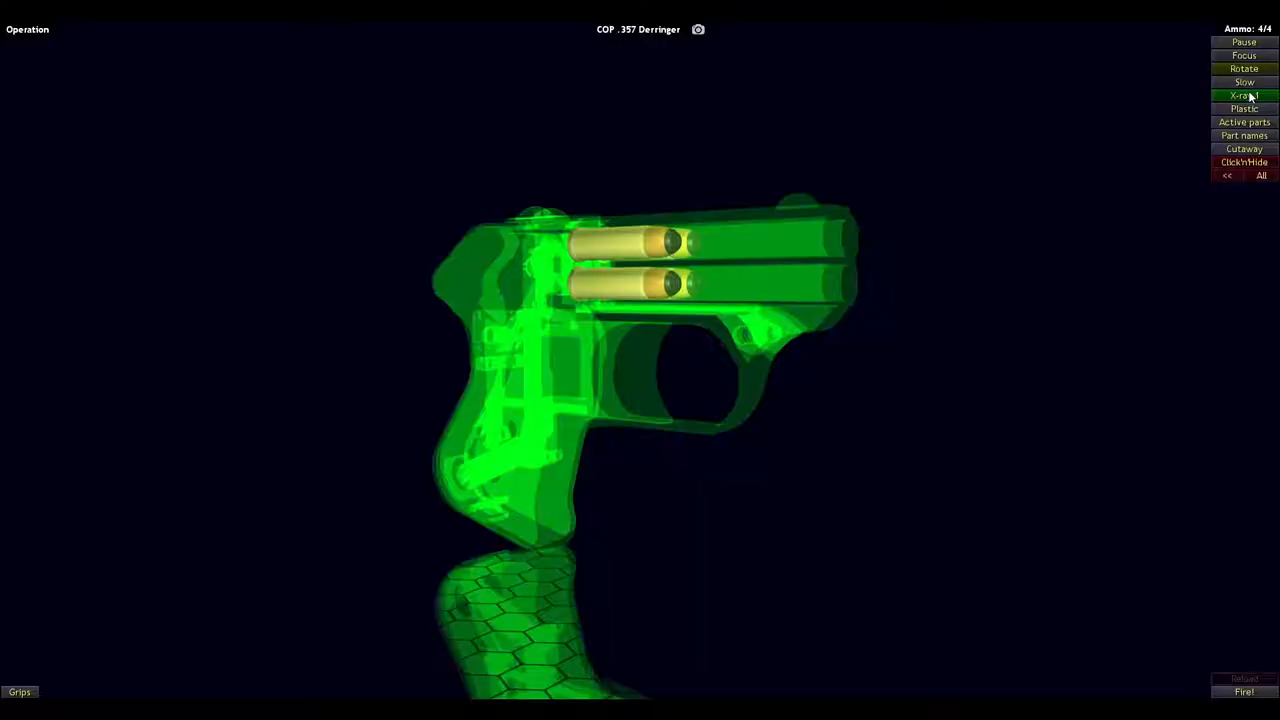 Operation
COP .357 Derringer
Ammo: 4/4
Pause
Focus
Rotate
Slow
Plastic
Active parts
Part names
Cutaway
Click'n'Hide
<< All
Grips
Reload
Fire!